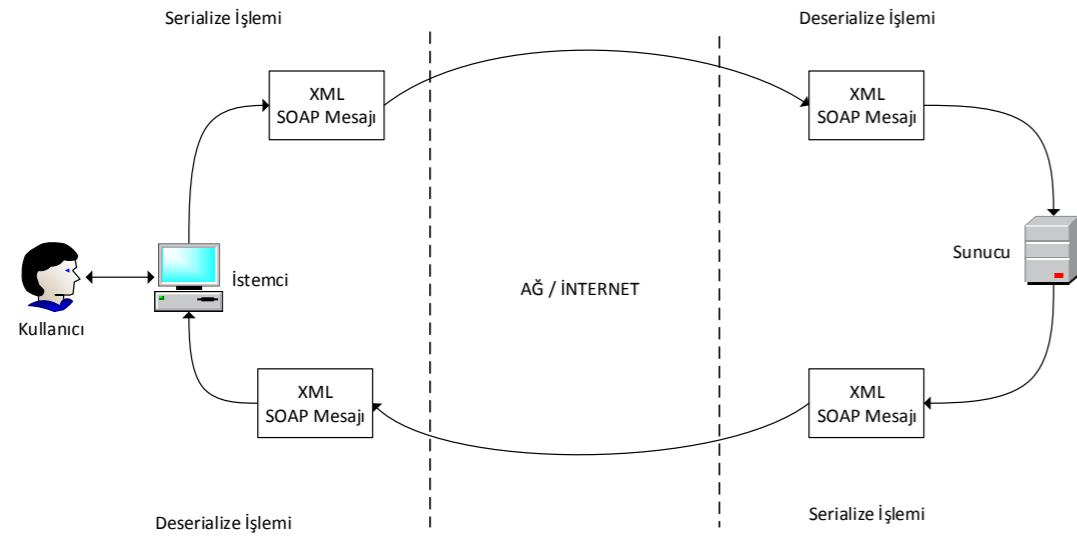 Serialize İşlemi
Deserialize İşlemi
XML
SOAP Mesajı
XML
SOAP Mesajı
Kullanıcı
İstemci
AĞ / İNTERNET
Sunucu
XML
SOAP Mesajı
XML
SOAP Mesajı
Deserialize İşlemi
Serialize İşlemi